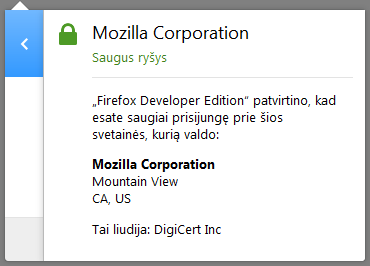 Mozilla Corporation
Saugus ryšys
„Firefox Developer Edition“ patvirtino, kad
esate saugiai prisijungę prie šios
svetainės, kurią valdo:
Mozilla Corporation
Mountain View
CA, US
Tai liudija: DigiCert Inc